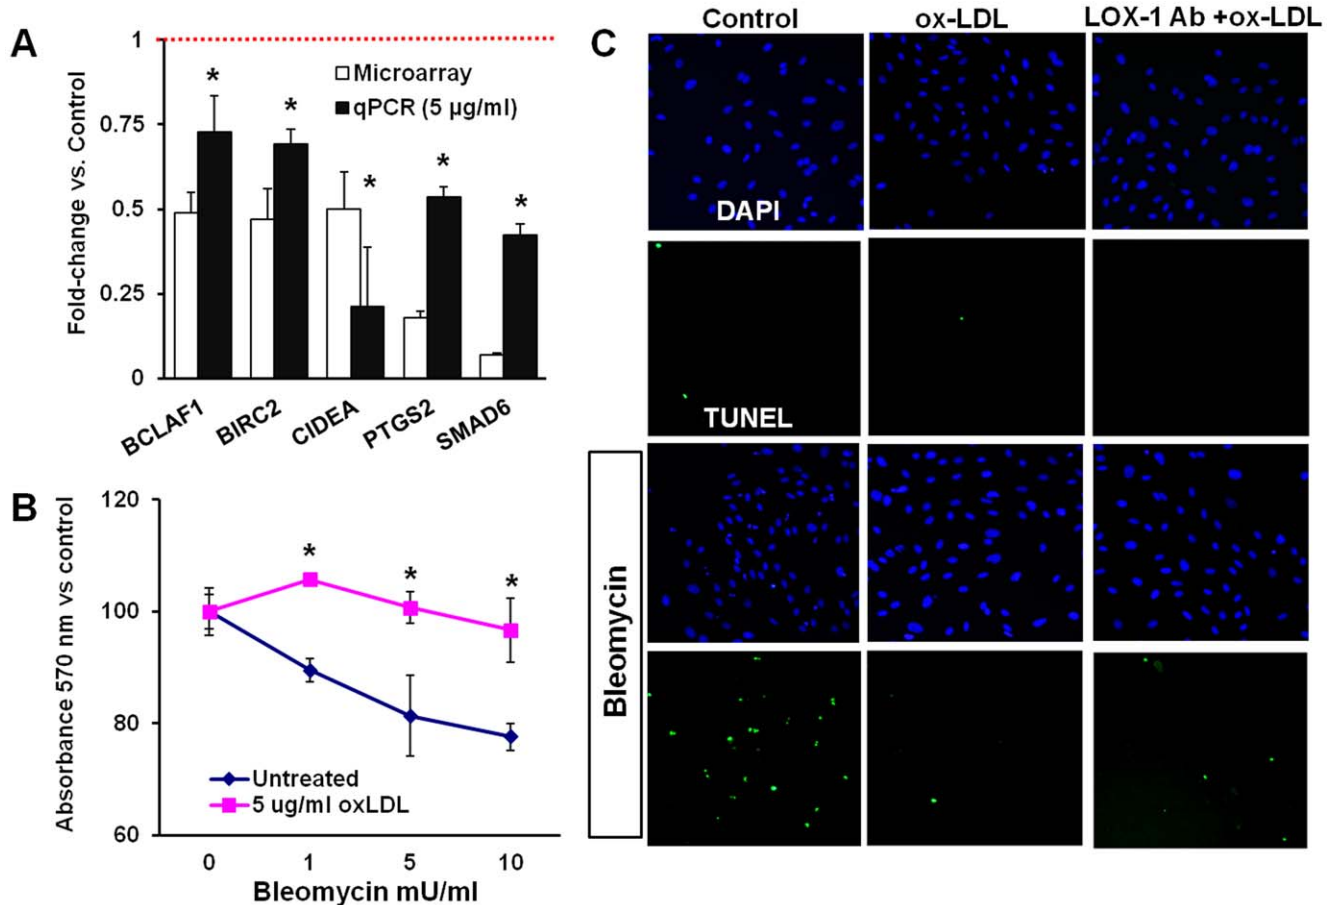 A
1
0.75
0.5
0.25
0
Fold-change vs. Control
Microarray
qPCR (5 µg/ml)
*
*
*
*
*
BCLAF1
BIRC2
CIDEA
PTGS2
SMAD6
B
120
100
80
60
Absorbance 570 nm vs control
*
*
*
Untreated
5 ug/ml oxLDL
0 1 5 10
Bleomycin mU/ml
C
Control ox-LDL LOX-1 Ab +ox-LDL
DAPI
TUNEL
Bleomycin